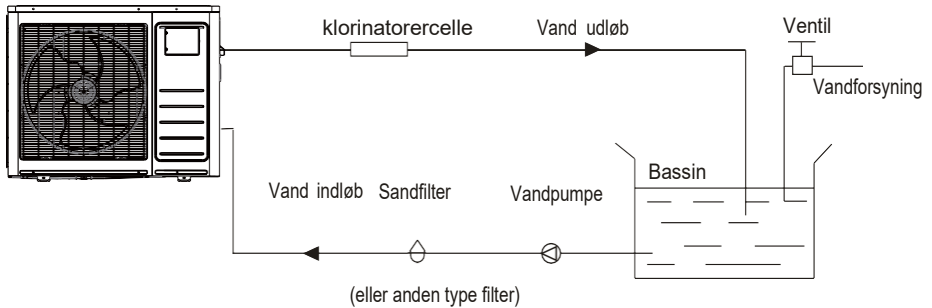 klorinatorercelle
Vand udløb
Ventil
Vandforsyning
Bassin
Vand indløb
Sandfilter
Vandpumpe
(eller anden type filter)